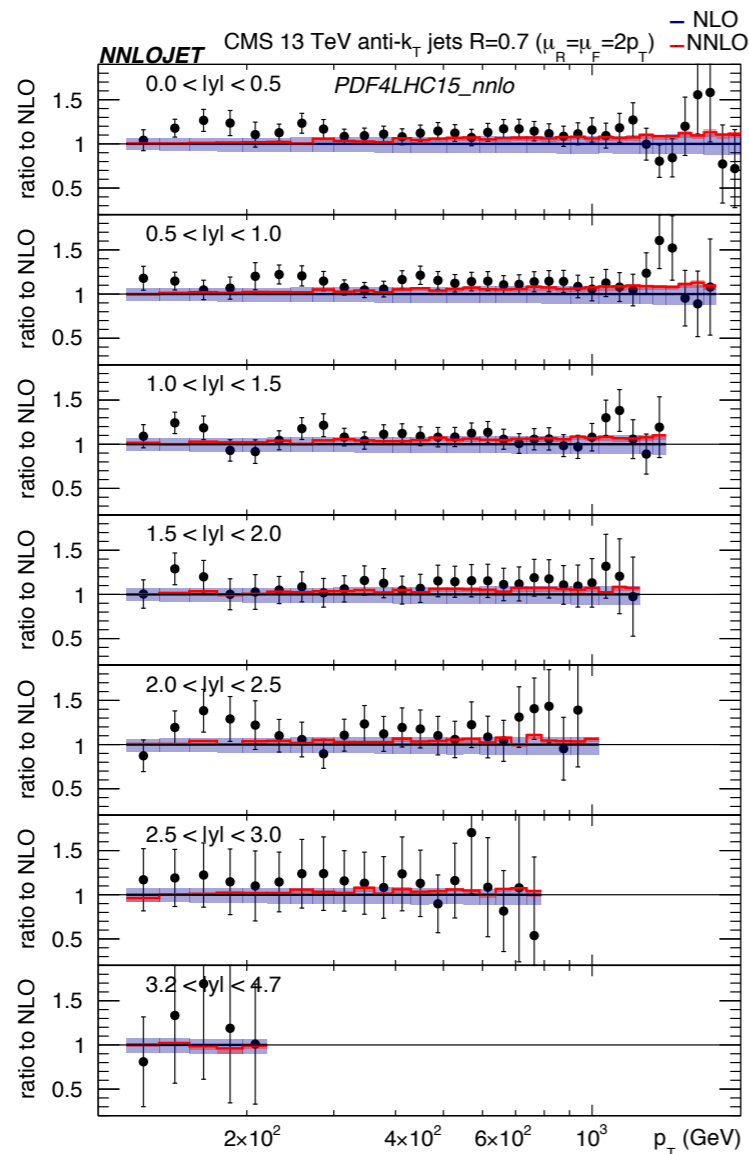 NNLOJET CMS 13 TeV anti-k_T jets R=0.7 (μ_R=μ_F=2p_T)
NLO
NNLO
0.0 < |y| < 0.5 PDF4LHC15_nnlo
1.5
1
0.5
ratio to NLO
0.5 < |y| < 1.0
1.5
1
0.5
ratio to NLO
1.0 < |y| < 1.5
1.5
1
0.5
ratio to NLO
1.5 < |y| < 2.0
1.5
1
0.5
ratio to NLO
2.0 < |y| < 2.5
1.5
1
0.5
ratio to NLO
2.5 < |y| < 3.0
1.5
1
0.5
ratio to NLO
3.2 < |y| < 4.7
1.5
1
0.5
ratio to NLO
2×10² 4×10² 6×10² 10³ p_T (GeV)